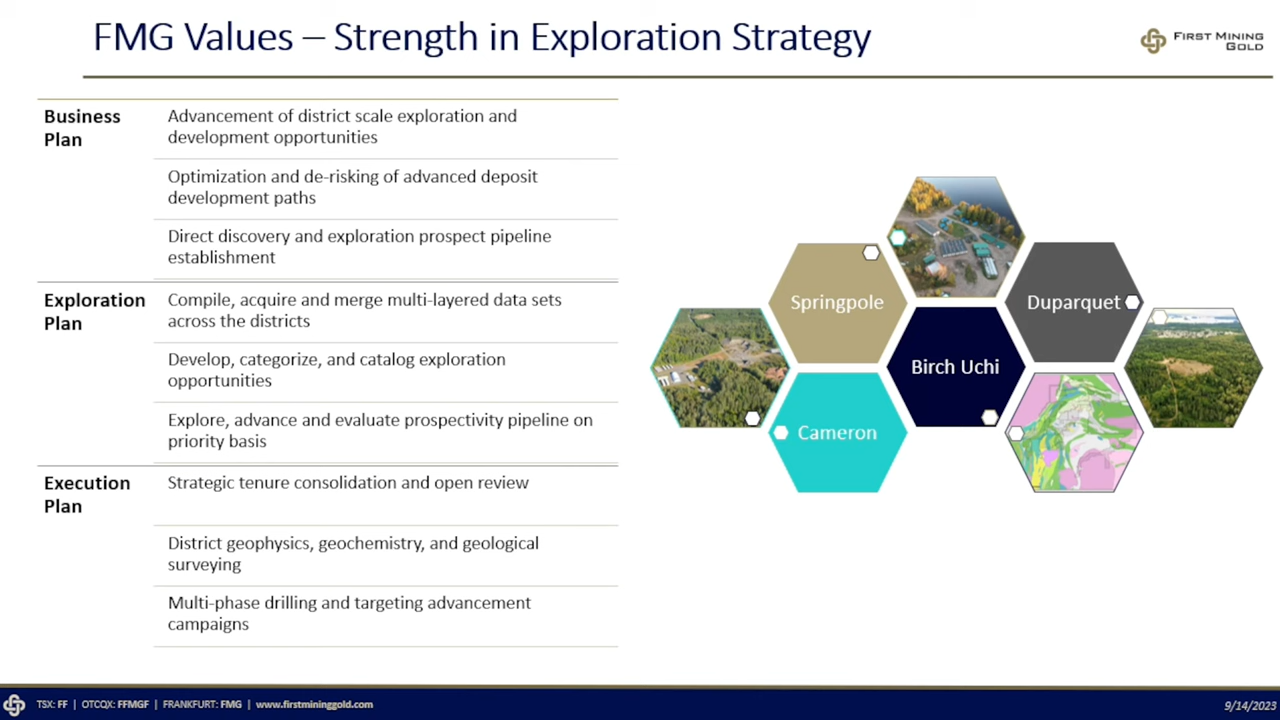 FMG Values – Strength in Exploration Strategy
FIRST MINING
GOLD
Business
Plan
Advancement of district scale exploration and
development opportunities
Optimization and de-risking of advanced deposit
development paths
Direct discovery and exploration prospect pipeline
establishment
Exploration
Plan
Compile, acquire and merge multi-layered data sets
across the districts
Develop, categorize, and catalog exploration
opportunities
Explore, advance and evaluate prospectivity pipeline on
priority basis
Execution
Plan
Strategic tenure consolidation and open review
District geophysics, geochemistry, and geological
surveying
Multi-phase drilling and targeting advancement
campaigns
Springpole
Duparquet
Birch Uchi
Cameron
TSX: FF | OTCQX: FFMGF | FRANKFURT: FMG | www.firstmininggold.com
9/14/2023